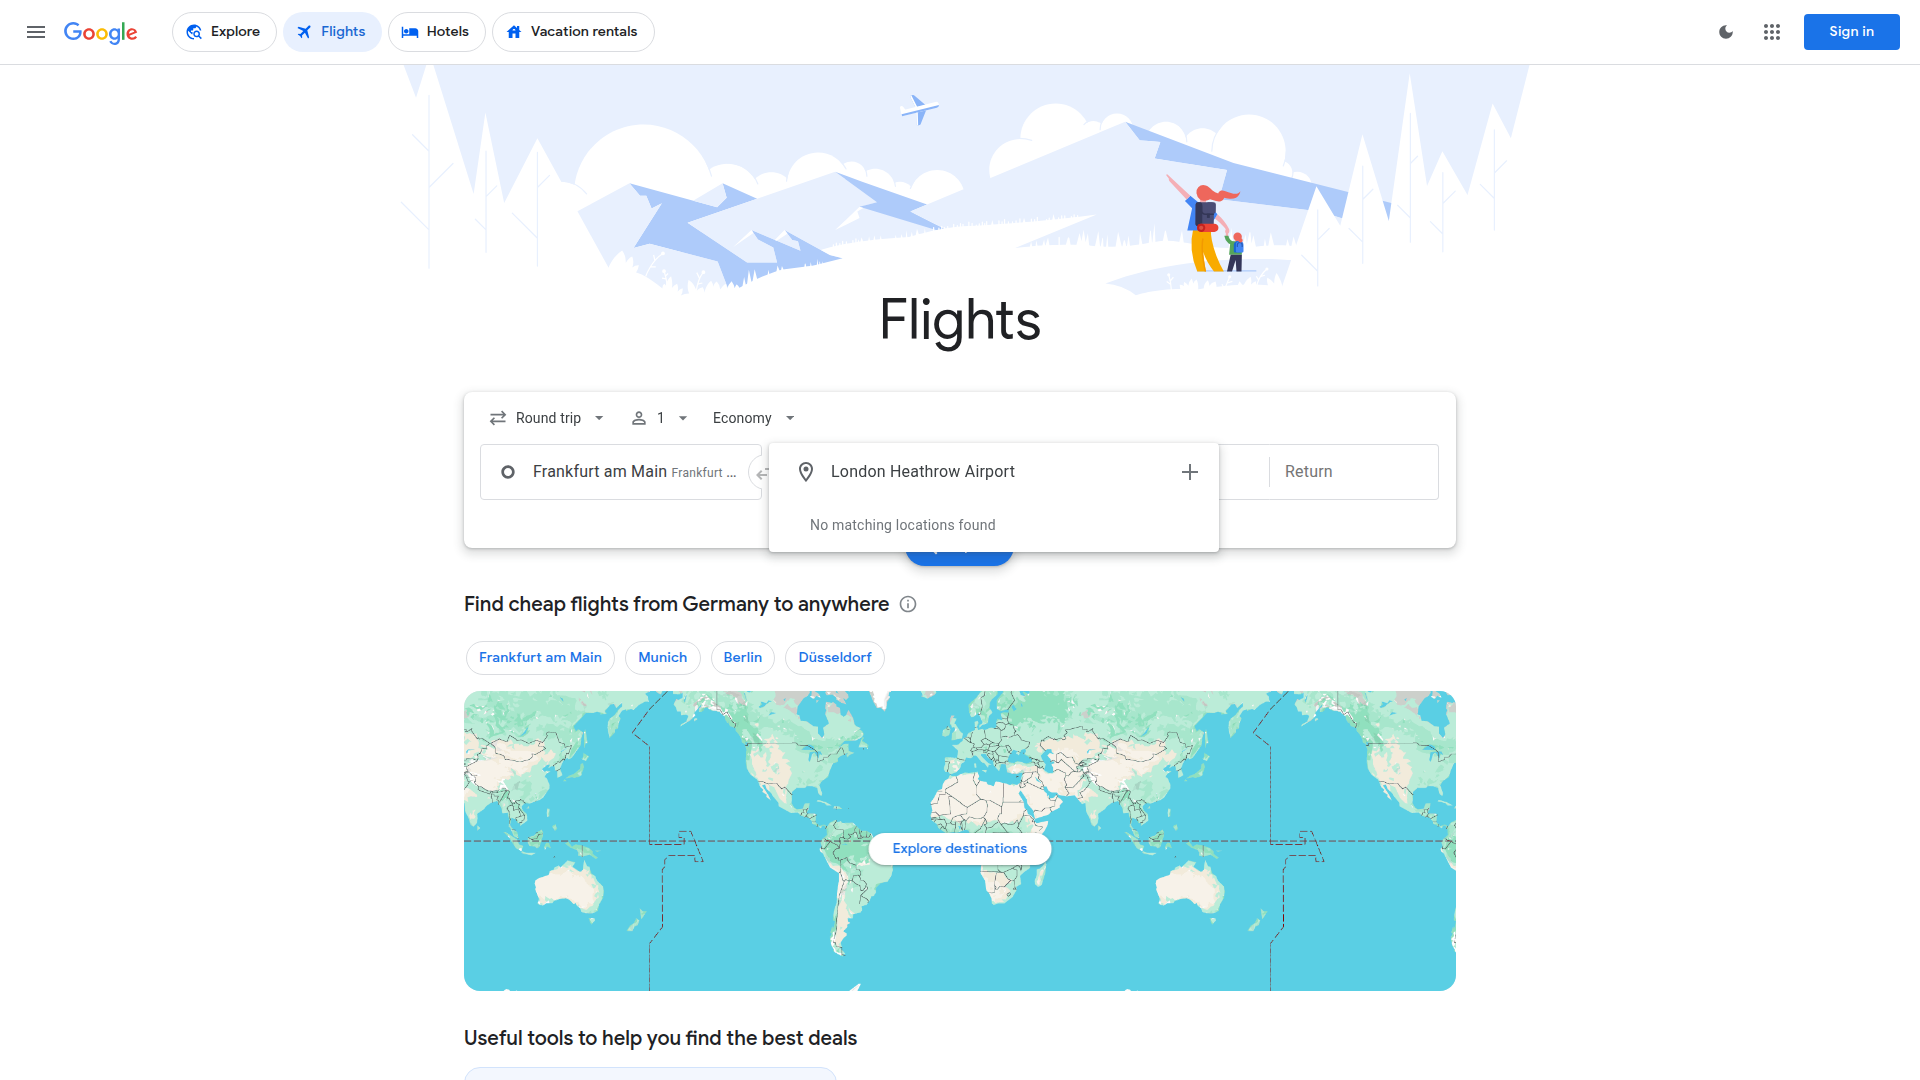 Google
Explore
Flights
Hotels
Vacation rentals
Sign in
Flights
Round trip
1
Economy
Frankfurt am Main Frankfurt ...
London Heathrow Airport
Return
No matching locations found
Find cheap flights from Germany to anywhere
Frankfurt am Main
Munich
Berlin
Düsseldorf
Explore destinations
Useful tools to help you find the best deals